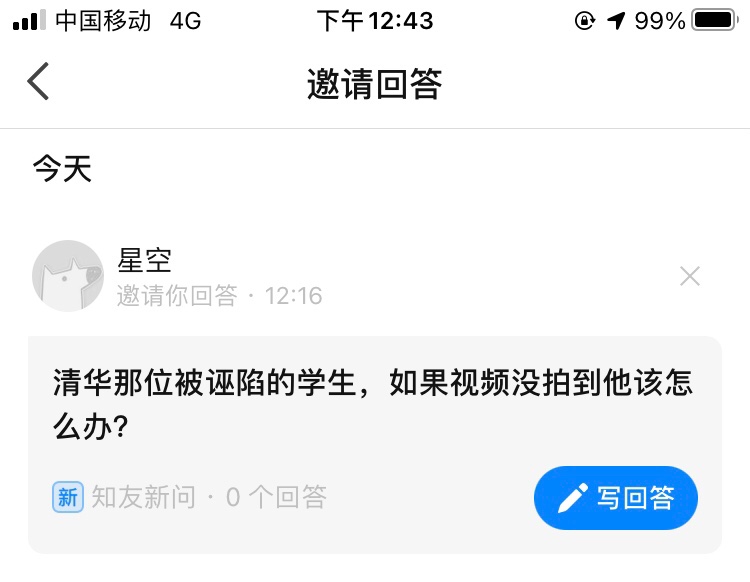 中国移动 4G 下午12:43 99%
邀请回答
今天
星空
邀请你回答 · 12:16
清华那位被诬陷的学生，如果视频没拍到他该怎
么办?
新 知友新问 · 0 个回答 写回答